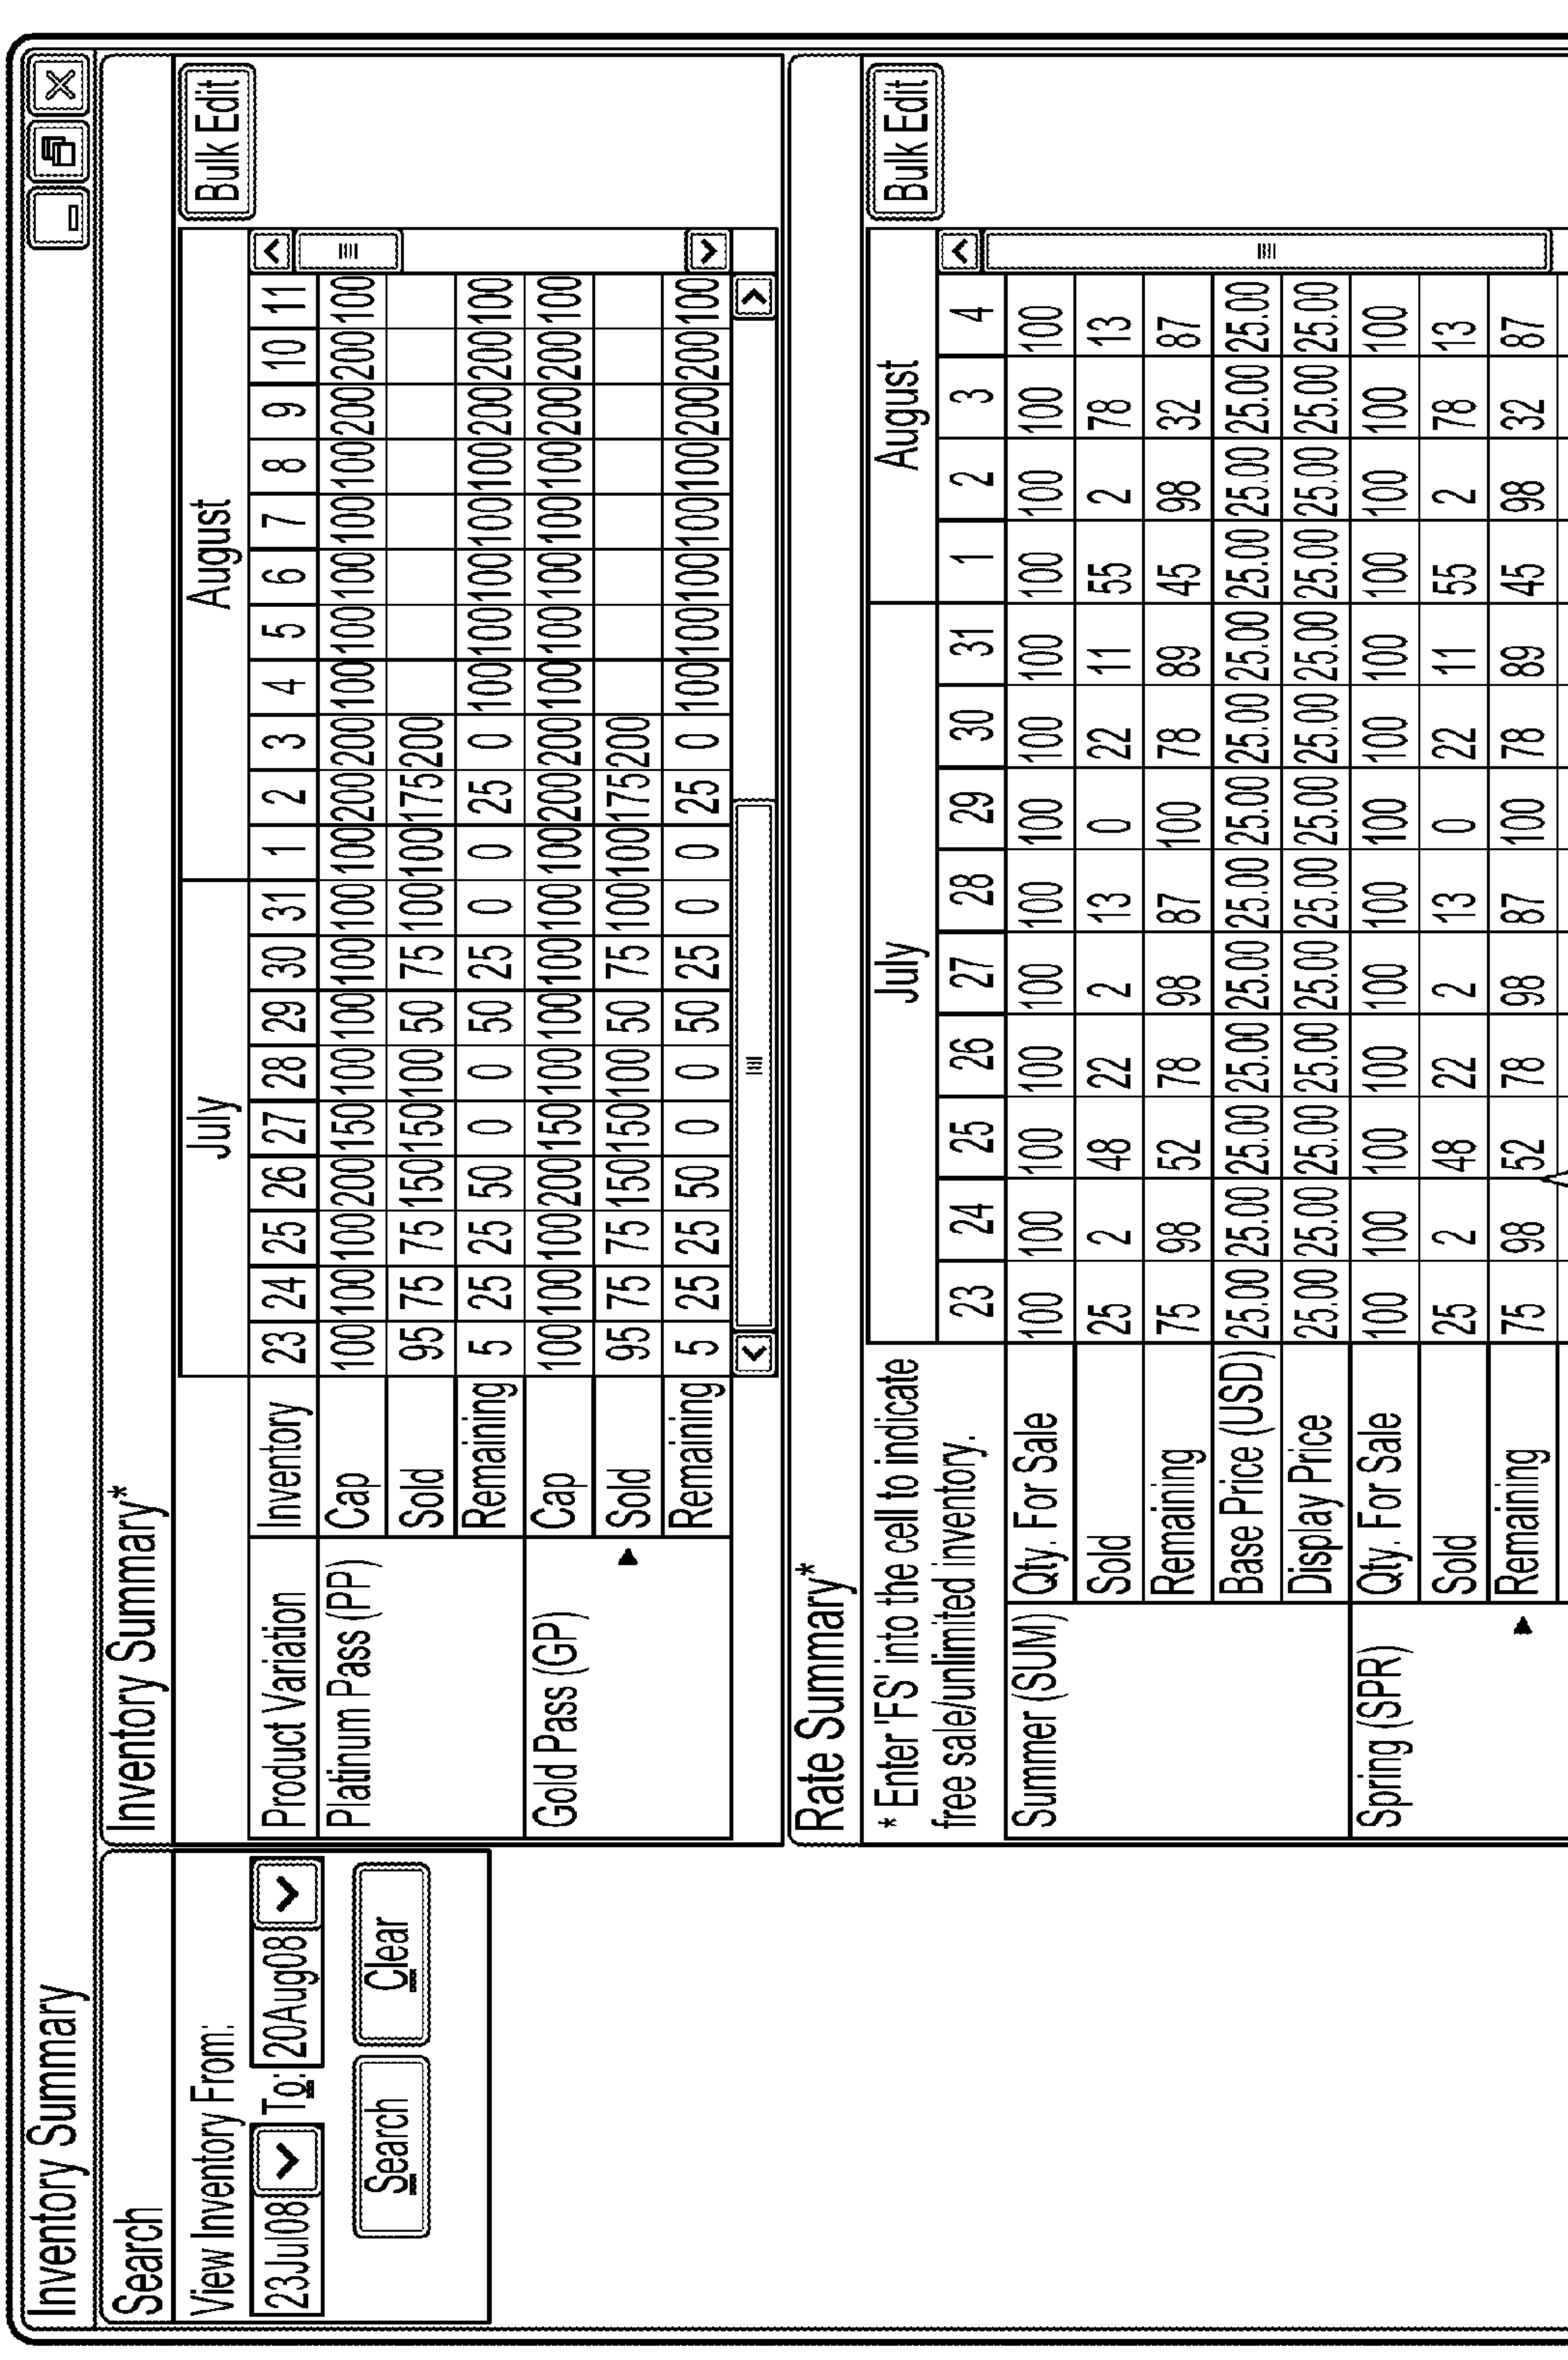 Inventory Summary
Search
View Inventory From:
23Jul08 To: 20Aug08
Search Clear
Inventory Summary*
Bulk Edit
July August
Product Variation Inventory 23 24 25 26 27 28 29 30 31 1 2 3 4 5 6 7 8 9 10 11
Platinum Pass (PP) Cap 100 100 100 200 150 100 100 100 100 100 200 200 100 100 100 100 100 200 200 100
Sold 95 75 75 150 150 100 50 75 100 100 175 200
Remaining 5 25 25 50 0 0 50 25 0 0 25 0 100 100 100 100 100 200 200 100
Gold Pass (GP) Cap 100 100 100 200 150 100 100 100 100 100 200 200 100 100 100 100 100 200 200 100
Sold 95 75 75 150 150 100 50 75 100 100 175 200
Remaining 5 25 25 50 0 0 50 25 0 0 25 0 100 100 100 100 100 200 200 100
Rate Summary*
* Enter 'FS' into the cell to indicate
free sale/unlimited inventory.
Bulk Edit
July August
23 24 25 26 27 28 29 30 31 1 2 3 4
Summer (SUM) Qty. For Sale 100 100 100 100 100 100 100 100 100 100 100 100 100
Sold 25 2 48 22 2 13 0 22 11 55 2 78 13
Remaining 75 98 52 78 98 87 100 78 89 45 98 32 87
Base Price (USD) 25.00 25.00 25.00 25.00 25.00 25.00 25.00 25.00 25.00 25.00 25.00 25.00 25.00
Display Price 25.00 25.00 25.00 25.00 25.00 25.00 25.00 25.00 25.00 25.00 25.00 25.00 25.00
Spring (SPR) Qty. For Sale 100 100 100 100 100 100 100 100 100 100 100 100 100
Sold 25 2 48 22 2 13 0 22 11 55 2 78 13
Remaining 75 98 52 78 98 87 100 78 89 45 98 32 87